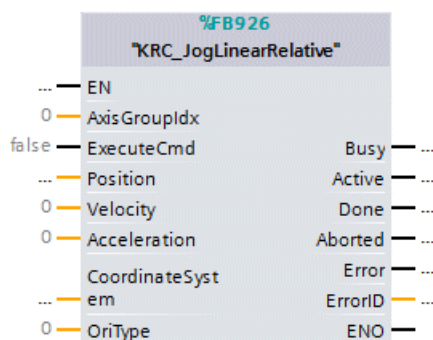 %FB926
"KRC_JogLinearRelative"
... EN
0 AxisGroupIdx
false ExecuteCmd Busy ...
... Position Active ...
0 Velocity Done ...
0 Acceleration Aborted ...
CoordinateSyst Error ...
... em ErrorID ...
0 OriType ENO